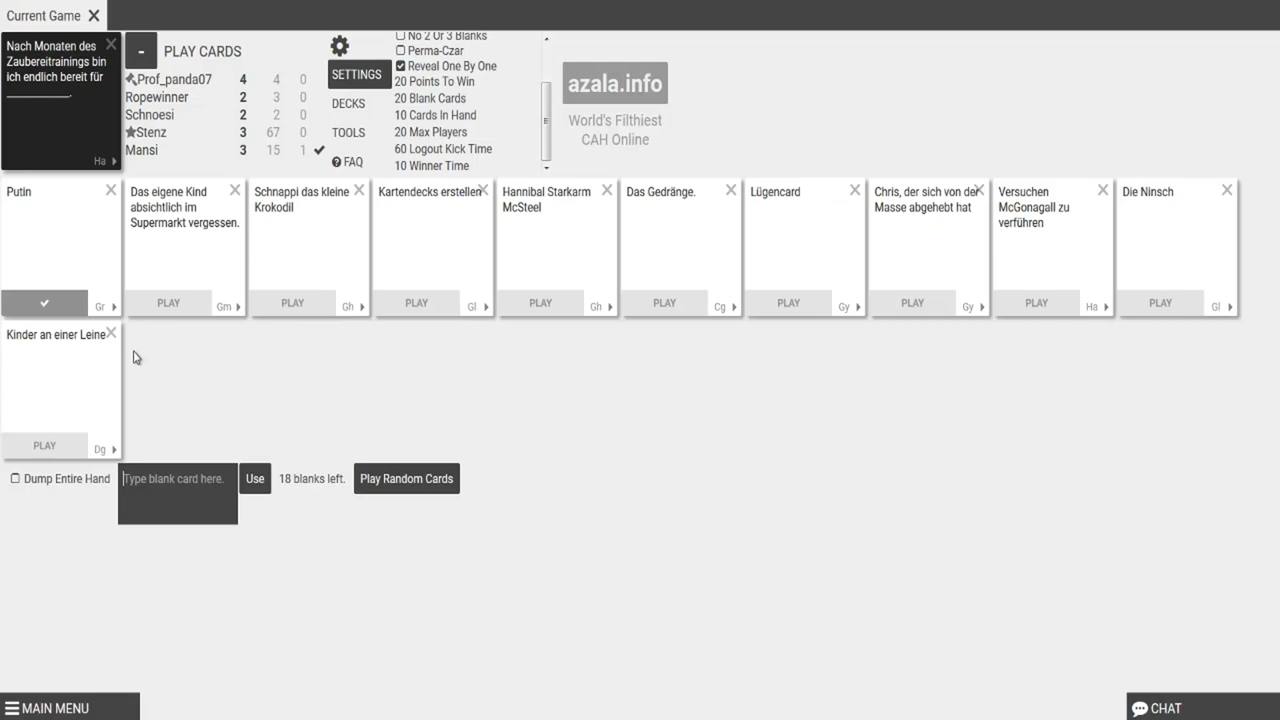 Current Game
Nach Monaten des
Zaubereitrainings bin
ich endlich bereit für
___________.
Ha
-
PLAY CARDS
Prof_panda07 4 4 0
Ropewinner 2 3 0
Schnoesi 2 2 0
Stenz 3 67 0
Mansi 3 15 1
SETTINGS
DECKS
TOOLS
FAQ
No 2 Or 3 Blanks
Perma-Czar
Reveal One By One
20 Points To Win
20 Blank Cards
10 Cards In Hand
20 Max Players
60 Logout Kick Time
10 Winner Time
azala.info
World's Filthiest
CAH Online
Putin
Gr
Das eigene Kind
absichtlich im
Supermarkt vergessen.
PLAY
Gm
Schnappi das kleine
Krokodil
PLAY
Gh
Kartendecks erstellen
PLAY
Gl
Hannibal Starkarm
McSteel
PLAY
Gh
Das Gedränge.
PLAY
Cg
Lügencard
PLAY
Gy
Chris, der sich von der
Masse abgehebt hat
PLAY
Gy
Versuchen
McGonagall zu
verführen
PLAY
Ha
Die Ninsch
PLAY
Gl
Kinder an einer Leine
PLAY
Dg
Dump Entire Hand
Type blank card here.
Use
18 blanks left.
Play Random Cards
MAIN MENU
CHAT